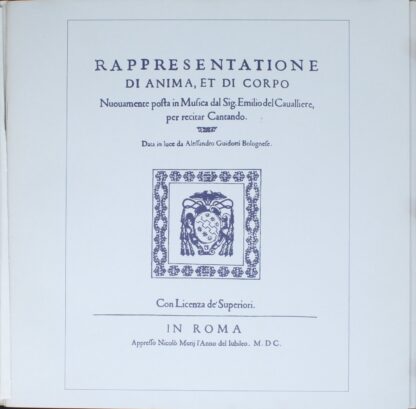 RAPPRESENTATIONE
DI ANIMA, ET DI CORPO
Nuouamente posta in Musica dal Sig. Emilio del Caualliere,
per recitar Cantando.
Data in luce da Alessandro Guidotti Bolognese.
Con Licenza de' Superiori.
IN ROMA
Appresso Nicolò Mutij l'Anno del Iubileo. M. DC.